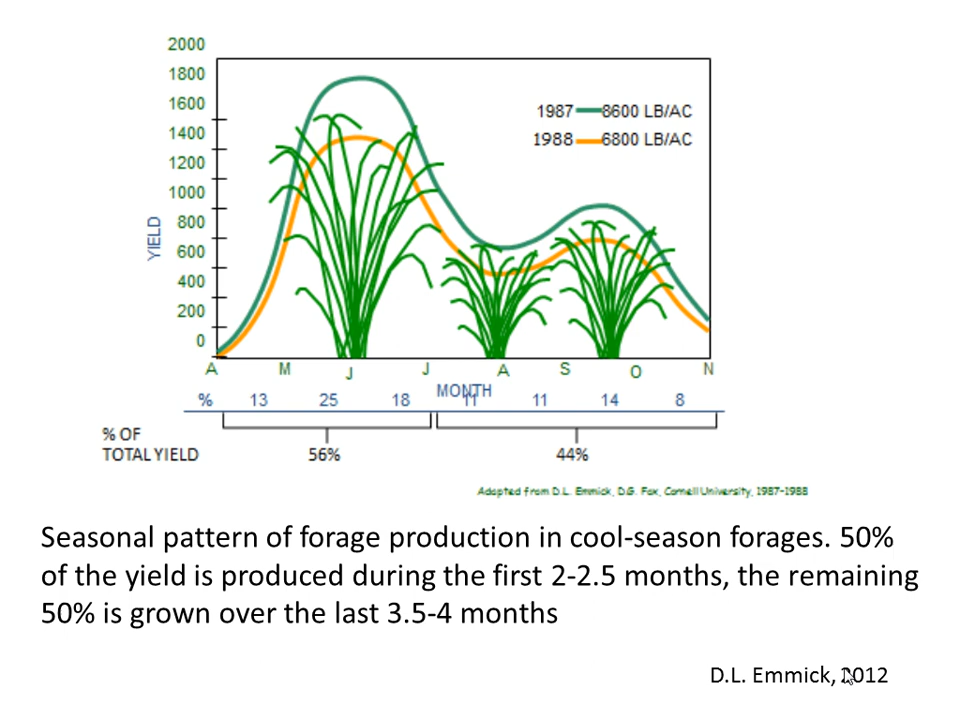 2000
1800
1600
1400
1200
1000
800
600
400
200
0
YIELD
1987 8600 LB/AC
1988 6800 LB/AC
A M J J A S O N
MONTH
% 13 25 18 11 11 14 8
% OF
TOTAL YIELD 56% 44%
Adapted from D.L. Emmick, D.G. Fox, Cornell University, 1987-1988
Seasonal pattern of forage production in cool-season forages. 50%
of the yield is produced during the first 2-2.5 months, the remaining
50% is grown over the last 3.5-4 months
D.L. Emmick, 2012